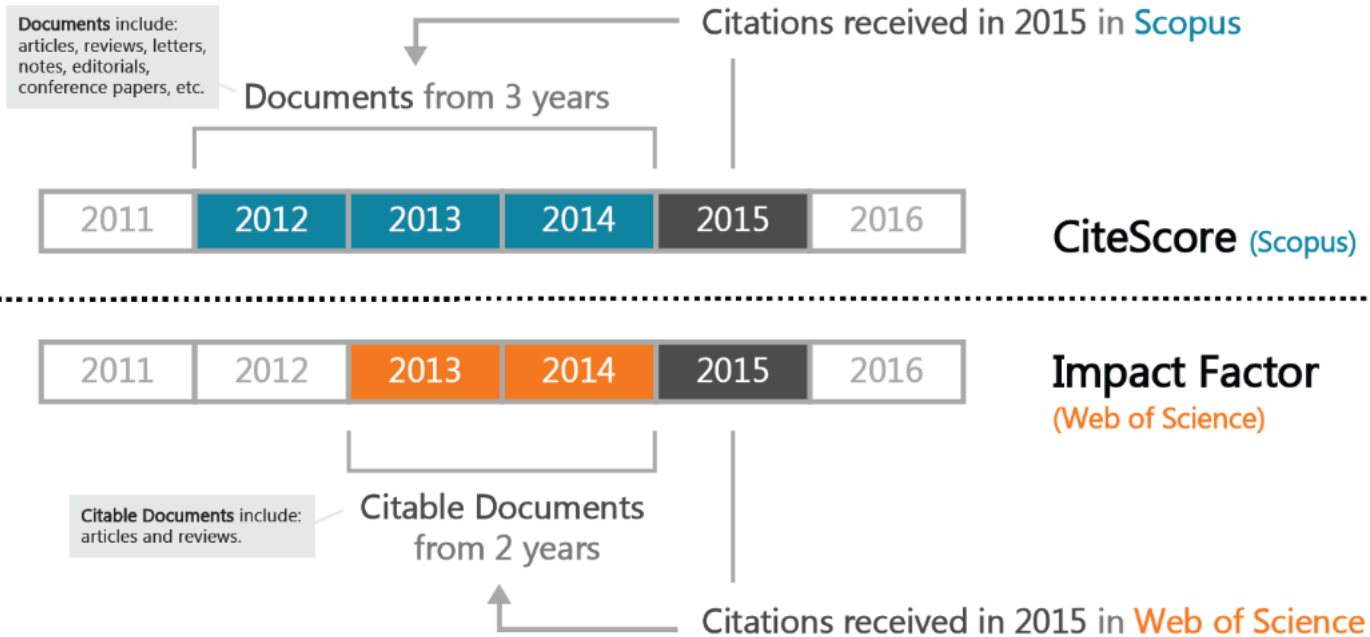 Documents include:
articles, reviews, letters,
notes, editorials,
conference papers, etc.
Citations received in 2015 in Scopus
Documents from 3 years
2011 2012 2013 2014 2015 2016
CiteScore (Scopus)
2011 2012 2013 2014 2015 2016
Impact Factor
(Web of Science)
Citable Documents include:
articles and reviews.
Citable Documents
from 2 years
Citations received in 2015 in Web of Science